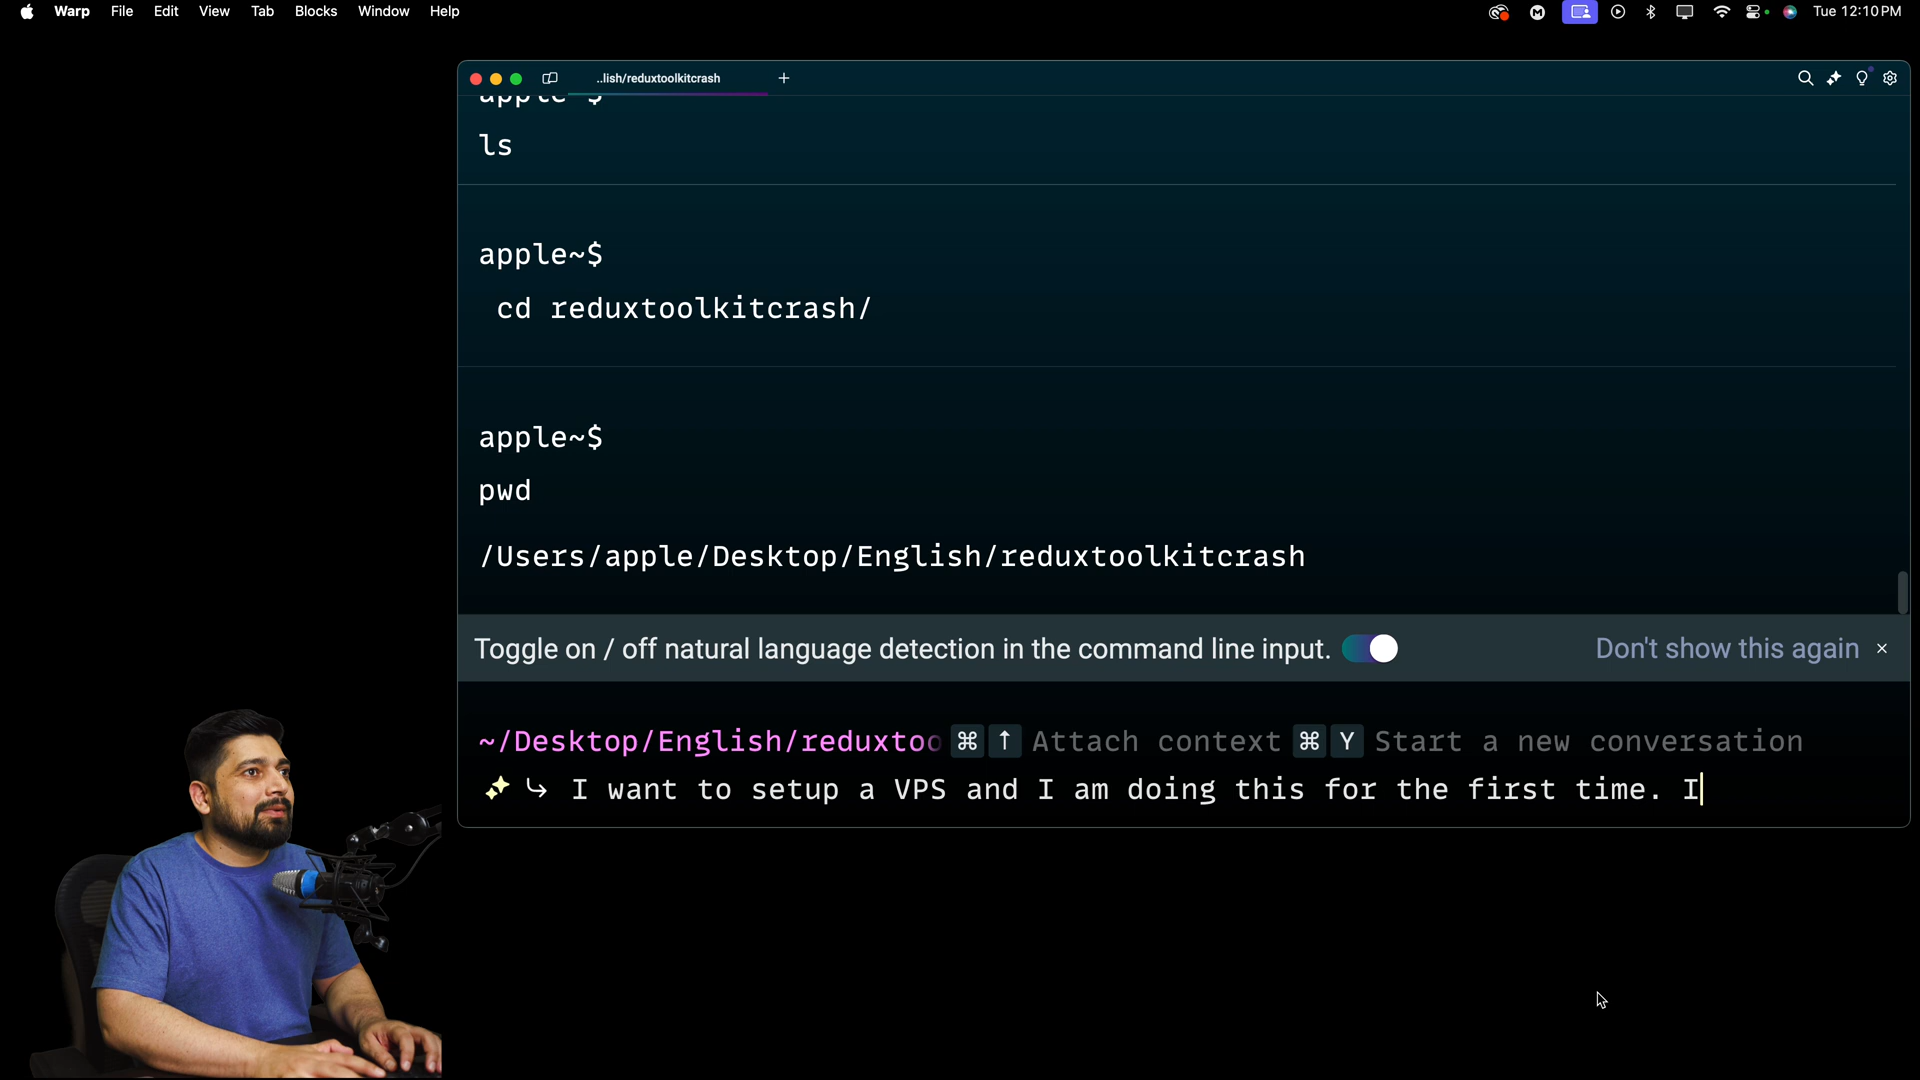 Warp File Edit View Tab Blocks Window Help
Tue 12:10 PM
..lish/reduxtoolkitcrash
apple~$
ls
apple~$
cd reduxtoolkitcrash/
apple~$
pwd
/Users/apple/Desktop/English/reduxtoolkitcrash
Toggle on / off natural language detection in the command line input. Don't show this again ×
~/Desktop/English/reduxtoo ⌘ ↑ Attach context ⌘ Y Start a new conversation
I want to setup a VPS and I am doing this for the first time. I